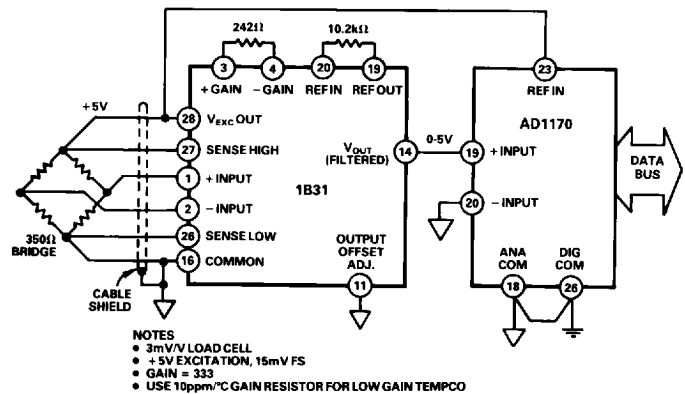 242Ω
10.2kΩ
3
4
20
19
+ GAIN
− GAIN
REF IN
REF OUT
23
REF IN
+5V
28
V_EXC OUT
27
SENSE HIGH
1
+ INPUT
2
− INPUT
26
SENSE LOW
16
COMMON
1B31
V_OUT
(FILTERED)
14
0-5V
OUTPUT
OFFSET
ADJ.
11
AD1170
19
+ INPUT
20
− INPUT
ANA
COM
DIG
COM
18
26
DATA
BUS
350Ω
BRIDGE
CABLE
SHIELD
NOTES
● 3mV/V LOAD CELL
● +5V EXCITATION, 15mV FS
● GAIN = 333
● USE 10ppm/°C GAIN RESISTOR FOR LOW GAIN TEMPCO